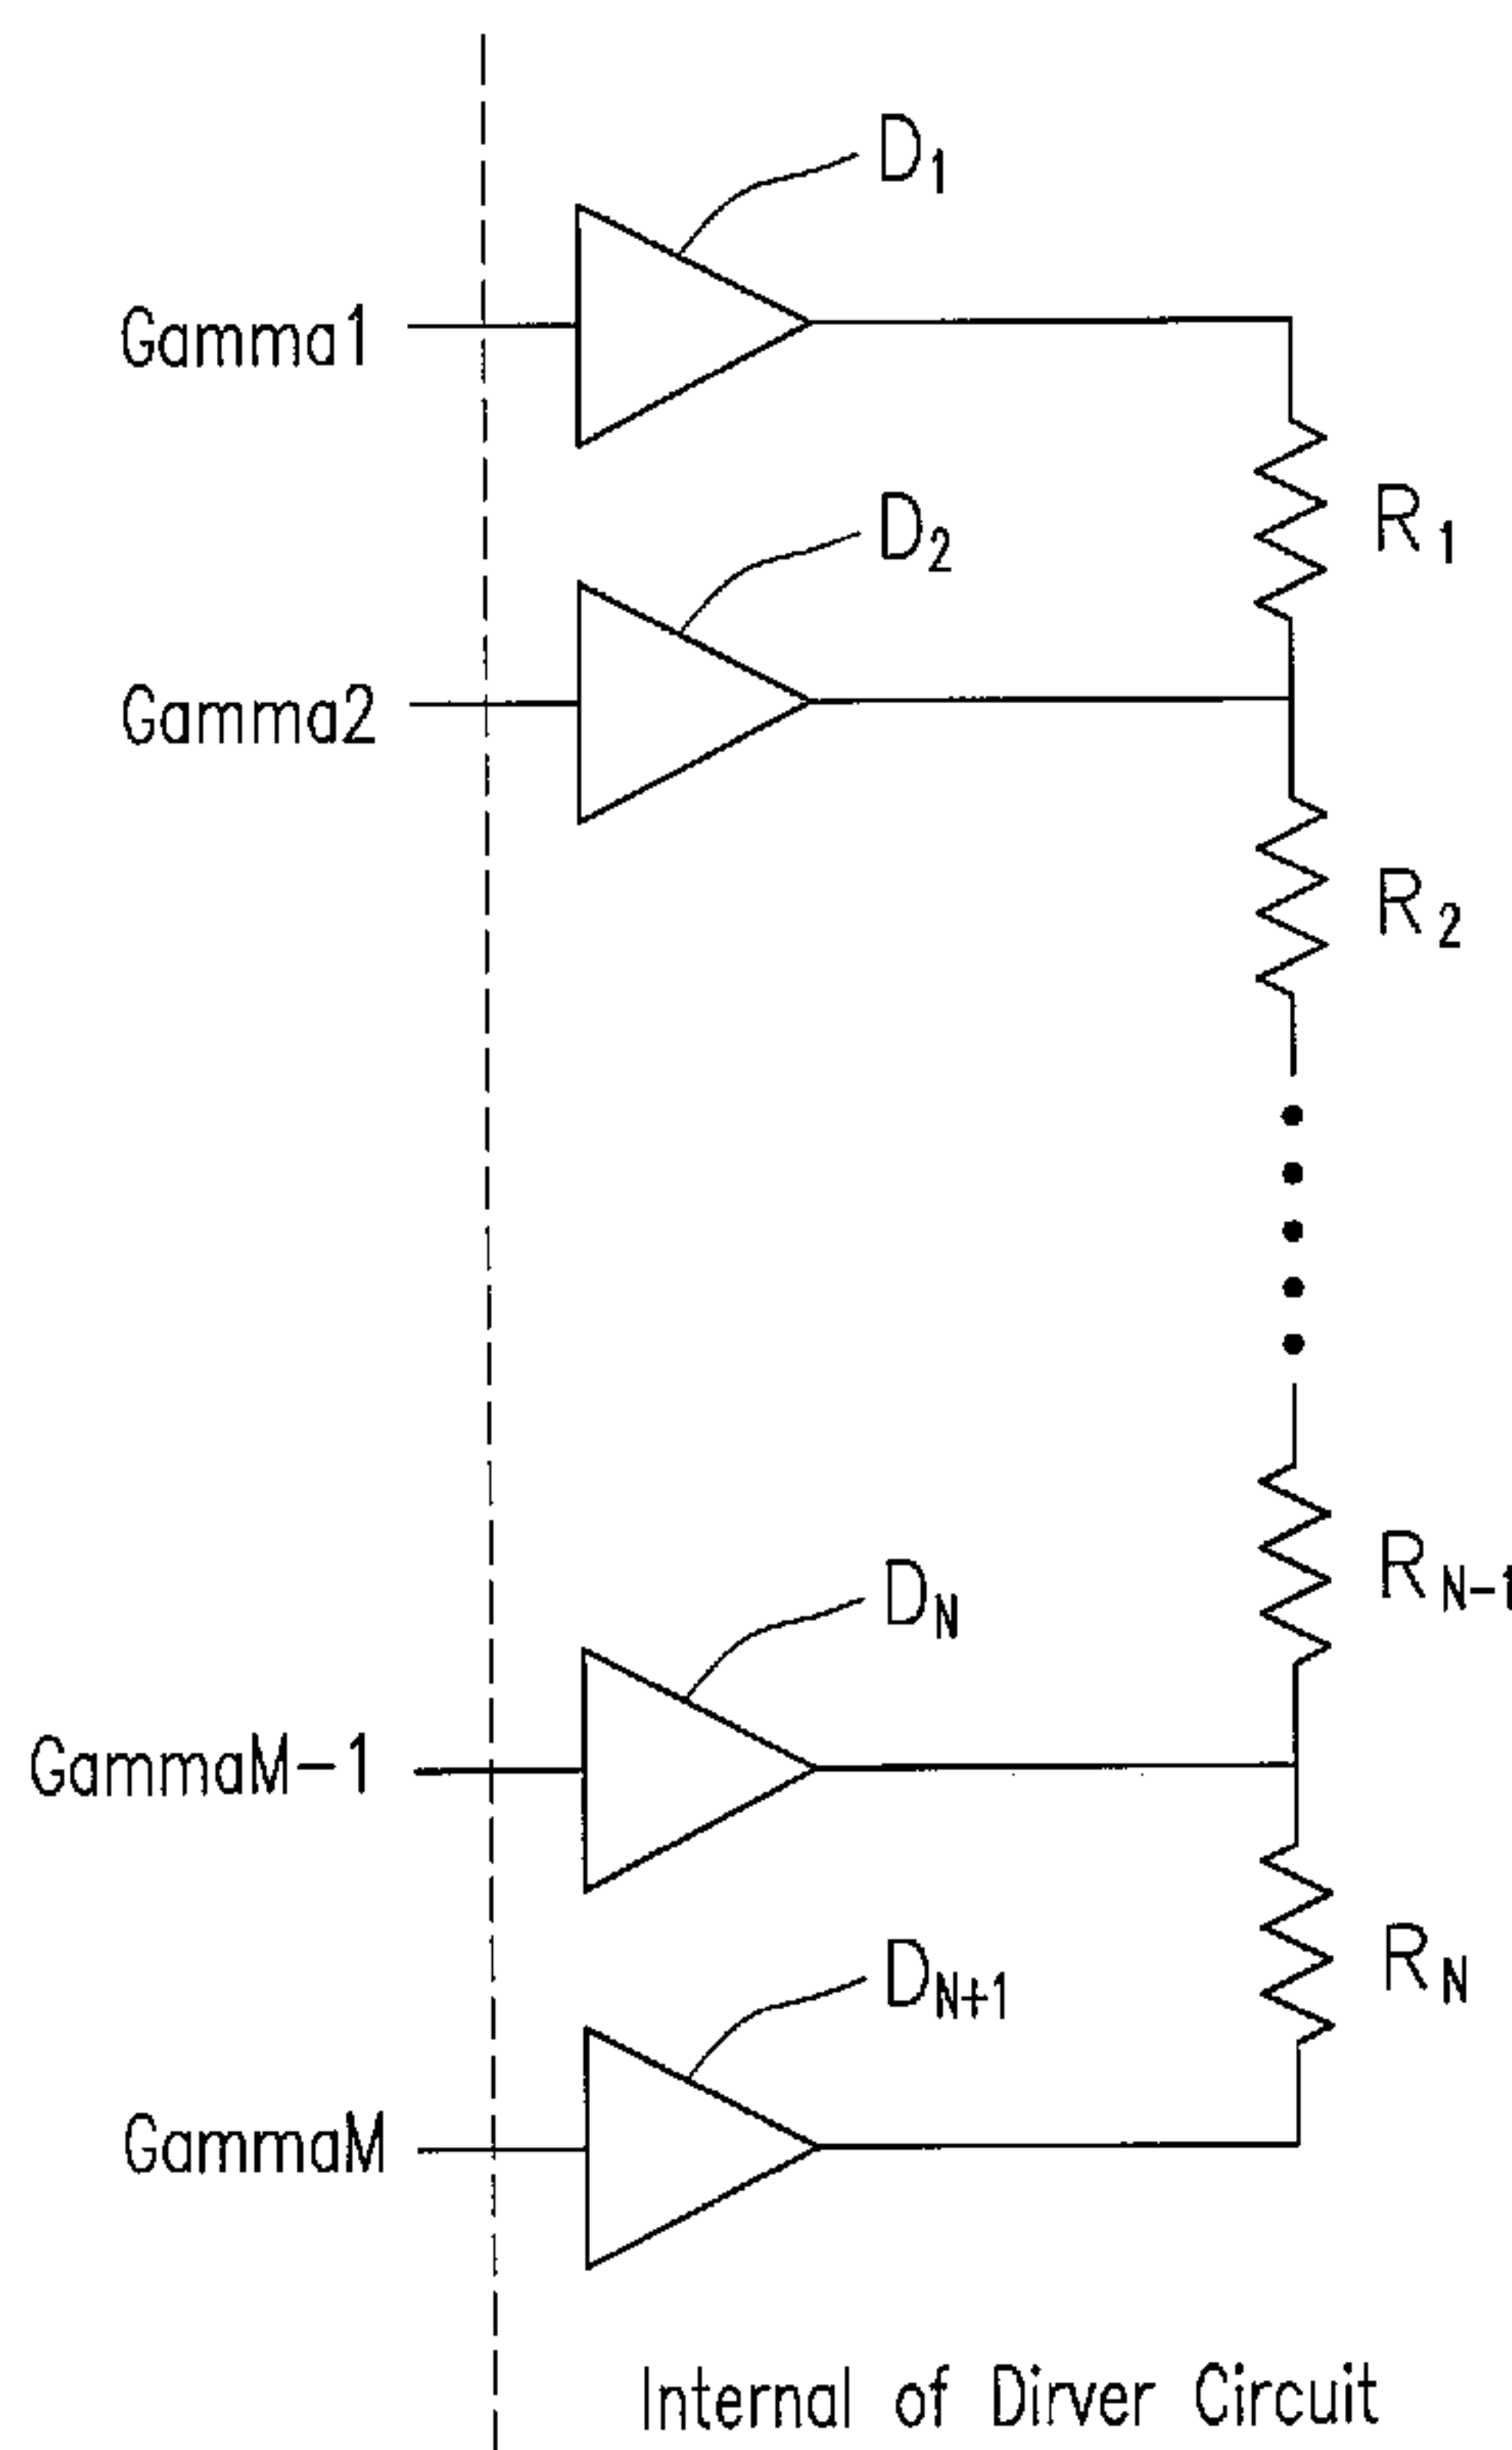 D1
Gamma1
R1
D2
Gamma2
R2
RN-1
DN
GammaM-1
RN
DN+1
GammaM
Internal of Dirver Circuit